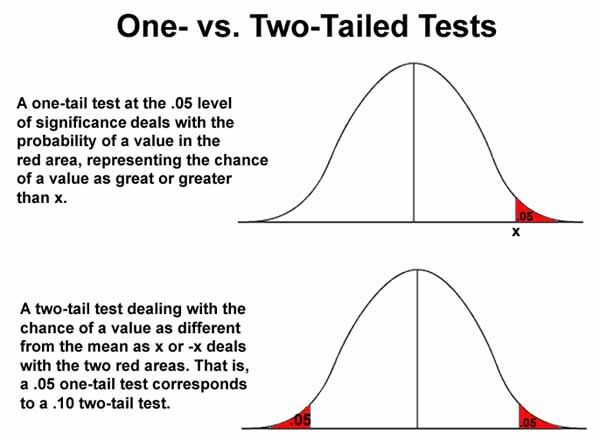 One- vs. Two-Tailed Tests
A one-tail test at the .05 level
of significance deals with the
probability of a value in the
red area, representing the chance
of a value as great or greater
than x.
.05
x
A two-tail test dealing with the
chance of a value as different
from the mean as x or -x deals
with the two red areas. That is,
a .05 one-tail test corresponds
to a .10 two-tail test.
.05
.05